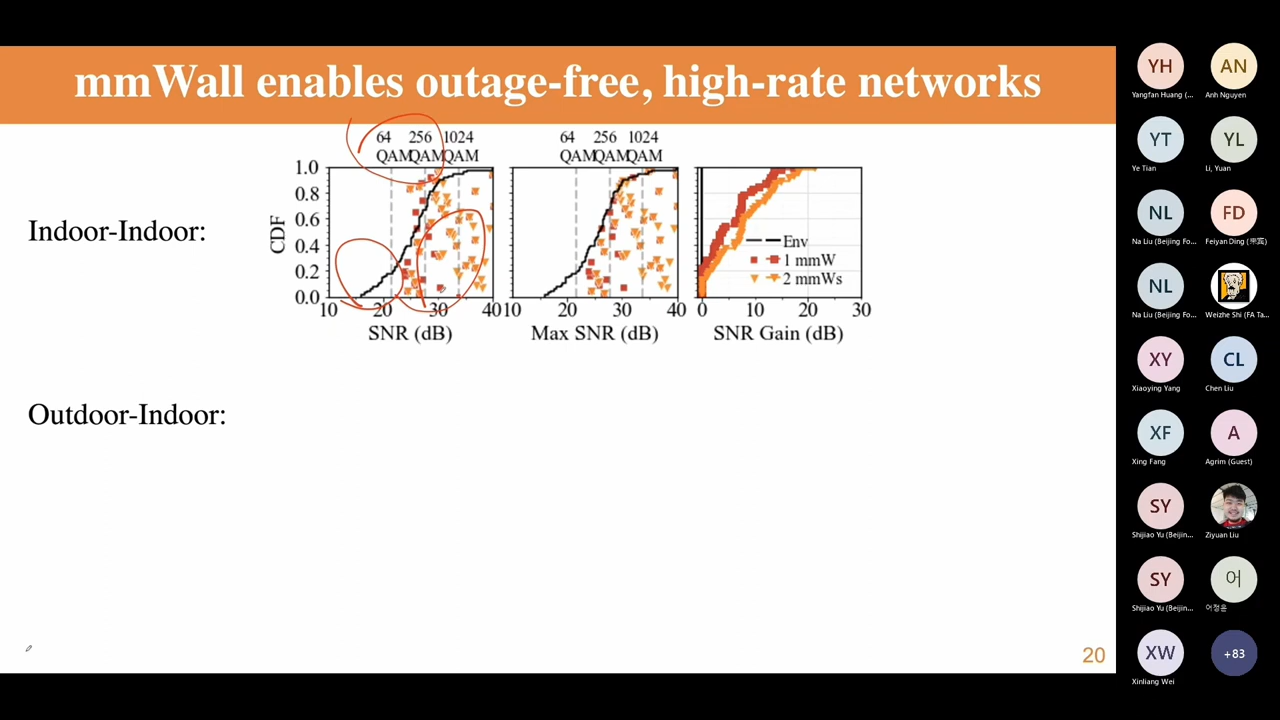 mmWall enables outage-free, high-rate networks
64 256 1024
QAM QAM QAM
64 256 1024
QAM QAM QAM
Indoor-Indoor:
CDF
1.0
0.8
0.6
0.4
0.2
0.0
10 20 30 40
SNR (dB)
10 20 30 40
Max SNR (dB)
Env
1 mmW
2 mmWs
0 10 20 30
SNR Gain (dB)
Outdoor-Indoor:
20
YH AN
Yangfan Huang (... Anh Nguyen
YT YL
Ye Tian Li, Yuan
NL FD
Na Liu (Beijing Fo... Feiyan Ding (
NL
Na Liu (Beijing Fo... Weizhe Shi (FA Ta...
XY CL
Xiaoying Yang Chen Liu
XF A
Xing Fang Agrim (Guest)
SY
Shijiao Yu (Beijin... Ziyuan Liu
SY 어
Shijiao Yu (Beijin... 어정윤
XW +83
Xinliang Wei